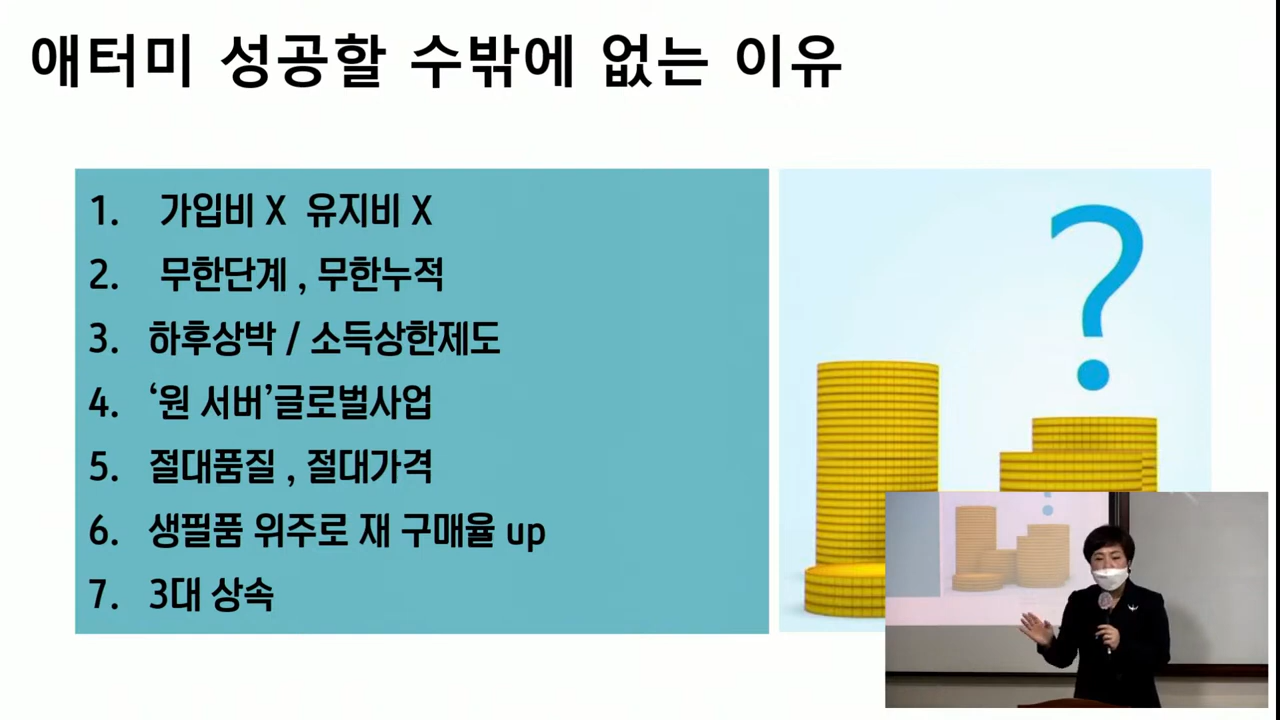 애터미 성공할 수밖에 없는 이유
1. 가입비 X 유지비 X
2. 무한단계 , 무한누적
3. 하후상박 / 소득상한제도
4. ‘원 서버’글로벌사업
5. 절대품질 , 절대가격
6. 생필품 위주로 재 구매율 up
7. 3대 상속
?